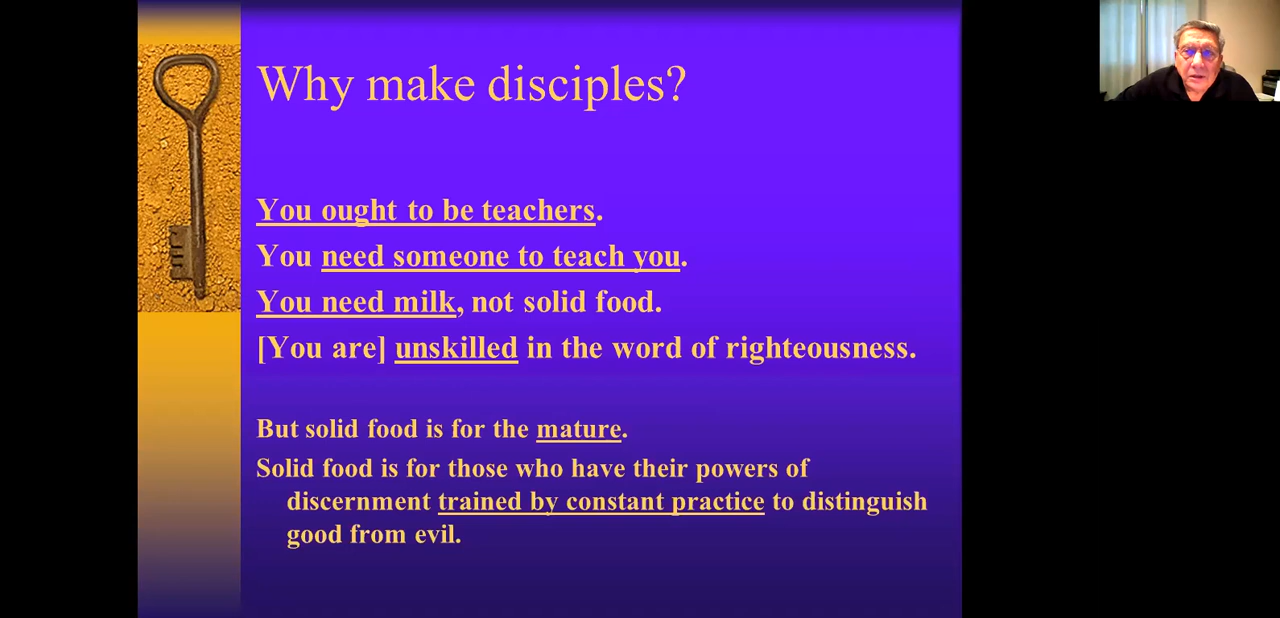 Why make disciples?
You ought to be teachers.
You need someone to teach you.
You need milk, not solid food.
[You are] unskilled in the word of righteousness.
But solid food is for the mature.
Solid food is for those who have their powers of
discernment trained by constant practice to distinguish
good from evil.